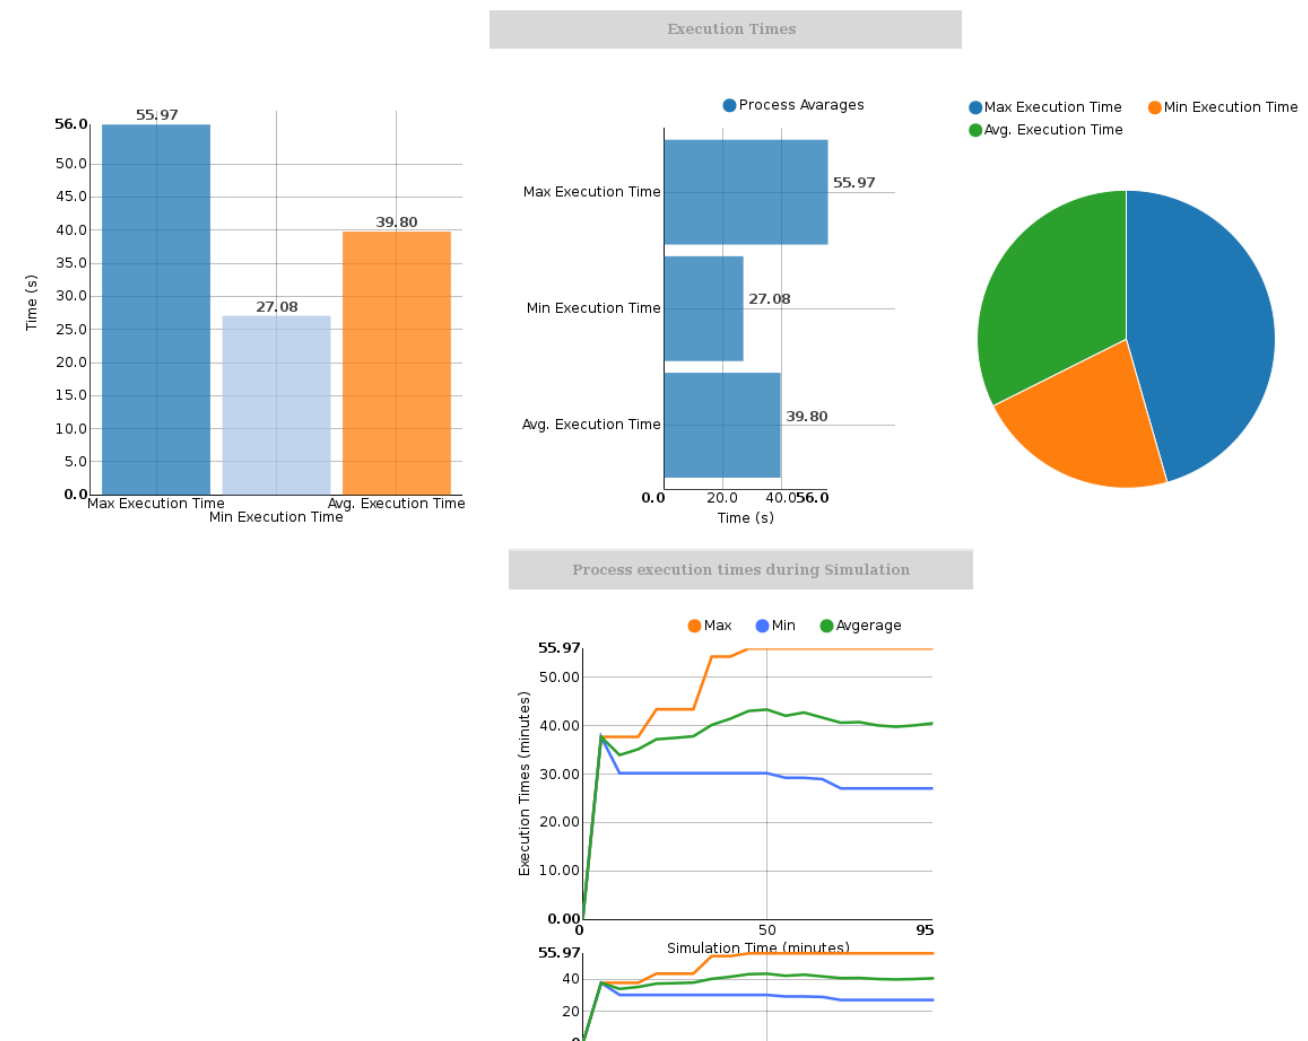 Execution Times
55.97
27.08
39.80
56.0
50.0
45.0
40.0
35.0
30.0
25.0
20.0
15.0
10.0
5.0
0.0
Time (s)
Max Execution Time
Min Execution Time
Avg. Execution Time
Process Avarages
Max Execution Time
55.97
Min Execution Time
27.08
Avg. Execution Time
39.80
0.0 20.0 40.0 56.0
Time (s)
Max Execution Time Min Execution Time
Avg. Execution Time
Process execution times during Simulation
Max Min Avgerage
55.97
50.00
40.00
30.00
20.00
10.00
0.00
Execution Times (minutes)
0 50 95
Simulation Time (minutes)
55.97
40
20
0